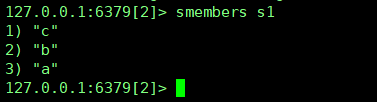 127.0.0.1:6379[2]> smembers s1
1) "c"
2) "b"
3) "a"
127.0.0.1:6379[2]>